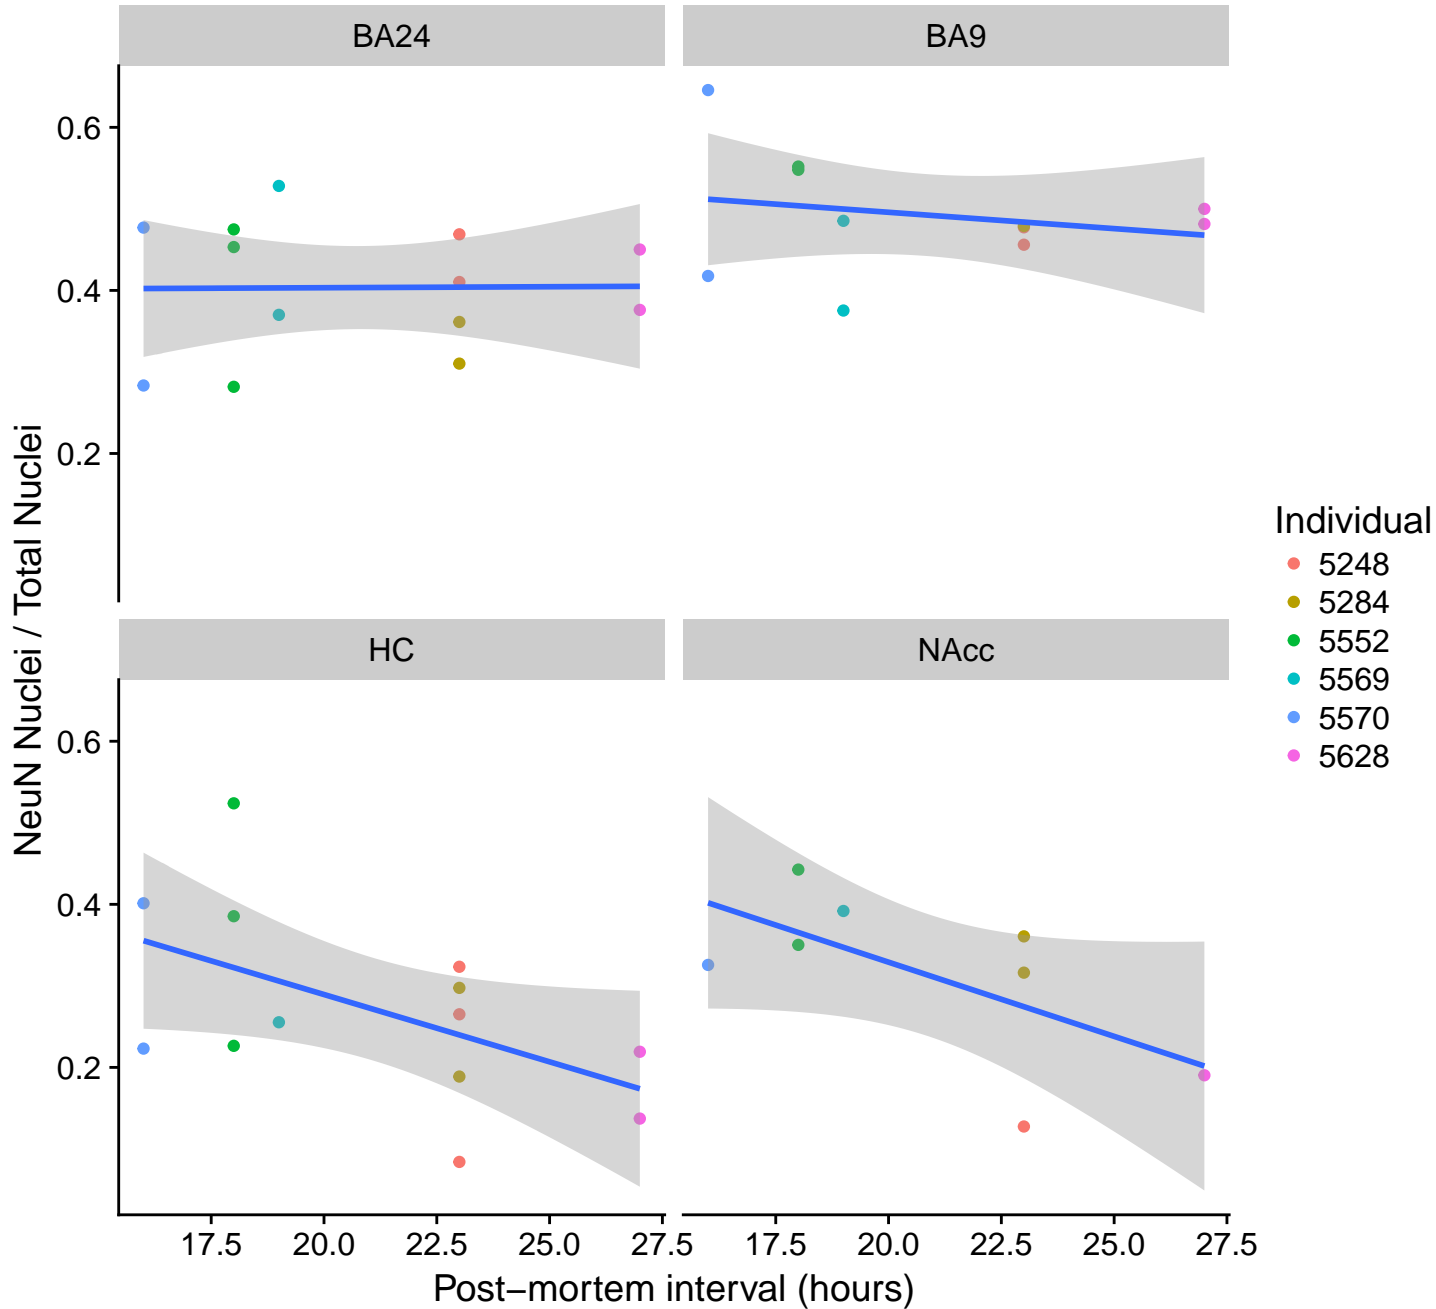 BA24
BA9
0.6
0.4
0.2
HC
NAcc
0.6
0.4
0.2
17.5 20.0 22.5 25.0 27.5 17.5 20.0 22.5 25.0 27.5
Post−mortem interval (hours)
NeuN Nuclei / Total Nuclei
Individual
5248
5284
5552
5569
5570
5628